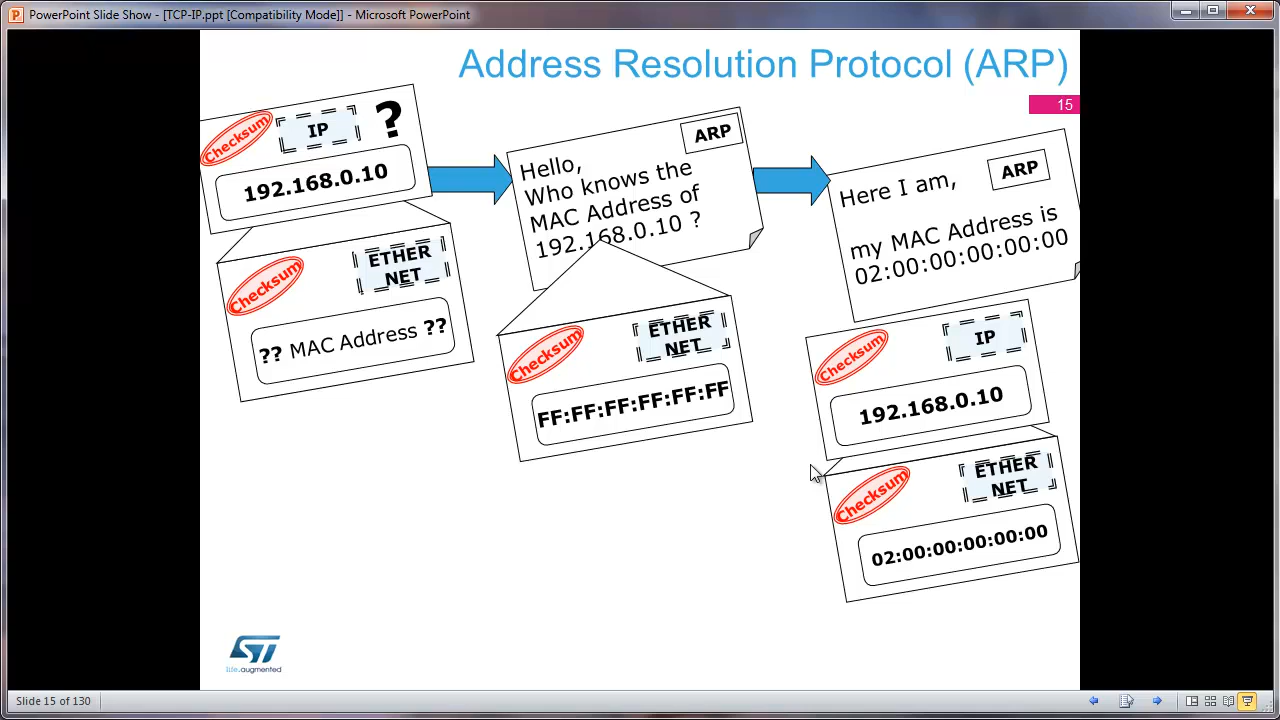 PowerPoint Slide Show - [TCP-IP.ppt [Compatibility Mode]] - Microsoft PowerPoint
Address Resolution Protocol (ARP)
15
Checksum
IP
?
192.168.0.10
Checksum
ETHER
NET
?? MAC Address ??
ARP
Hello,
Who knows the
MAC Address of
192.168.0.10 ?
Checksum
ETHER
NET
FF:FF:FF:FF:FF:FF
ARP
Here I am,
my MAC Address is
02:00:00:00:00:00
Checksum
IP
192.168.0.10
Checksum
ETHER
NET
02:00:00:00:00:00
ST
life.augmented
Slide 15 of 130